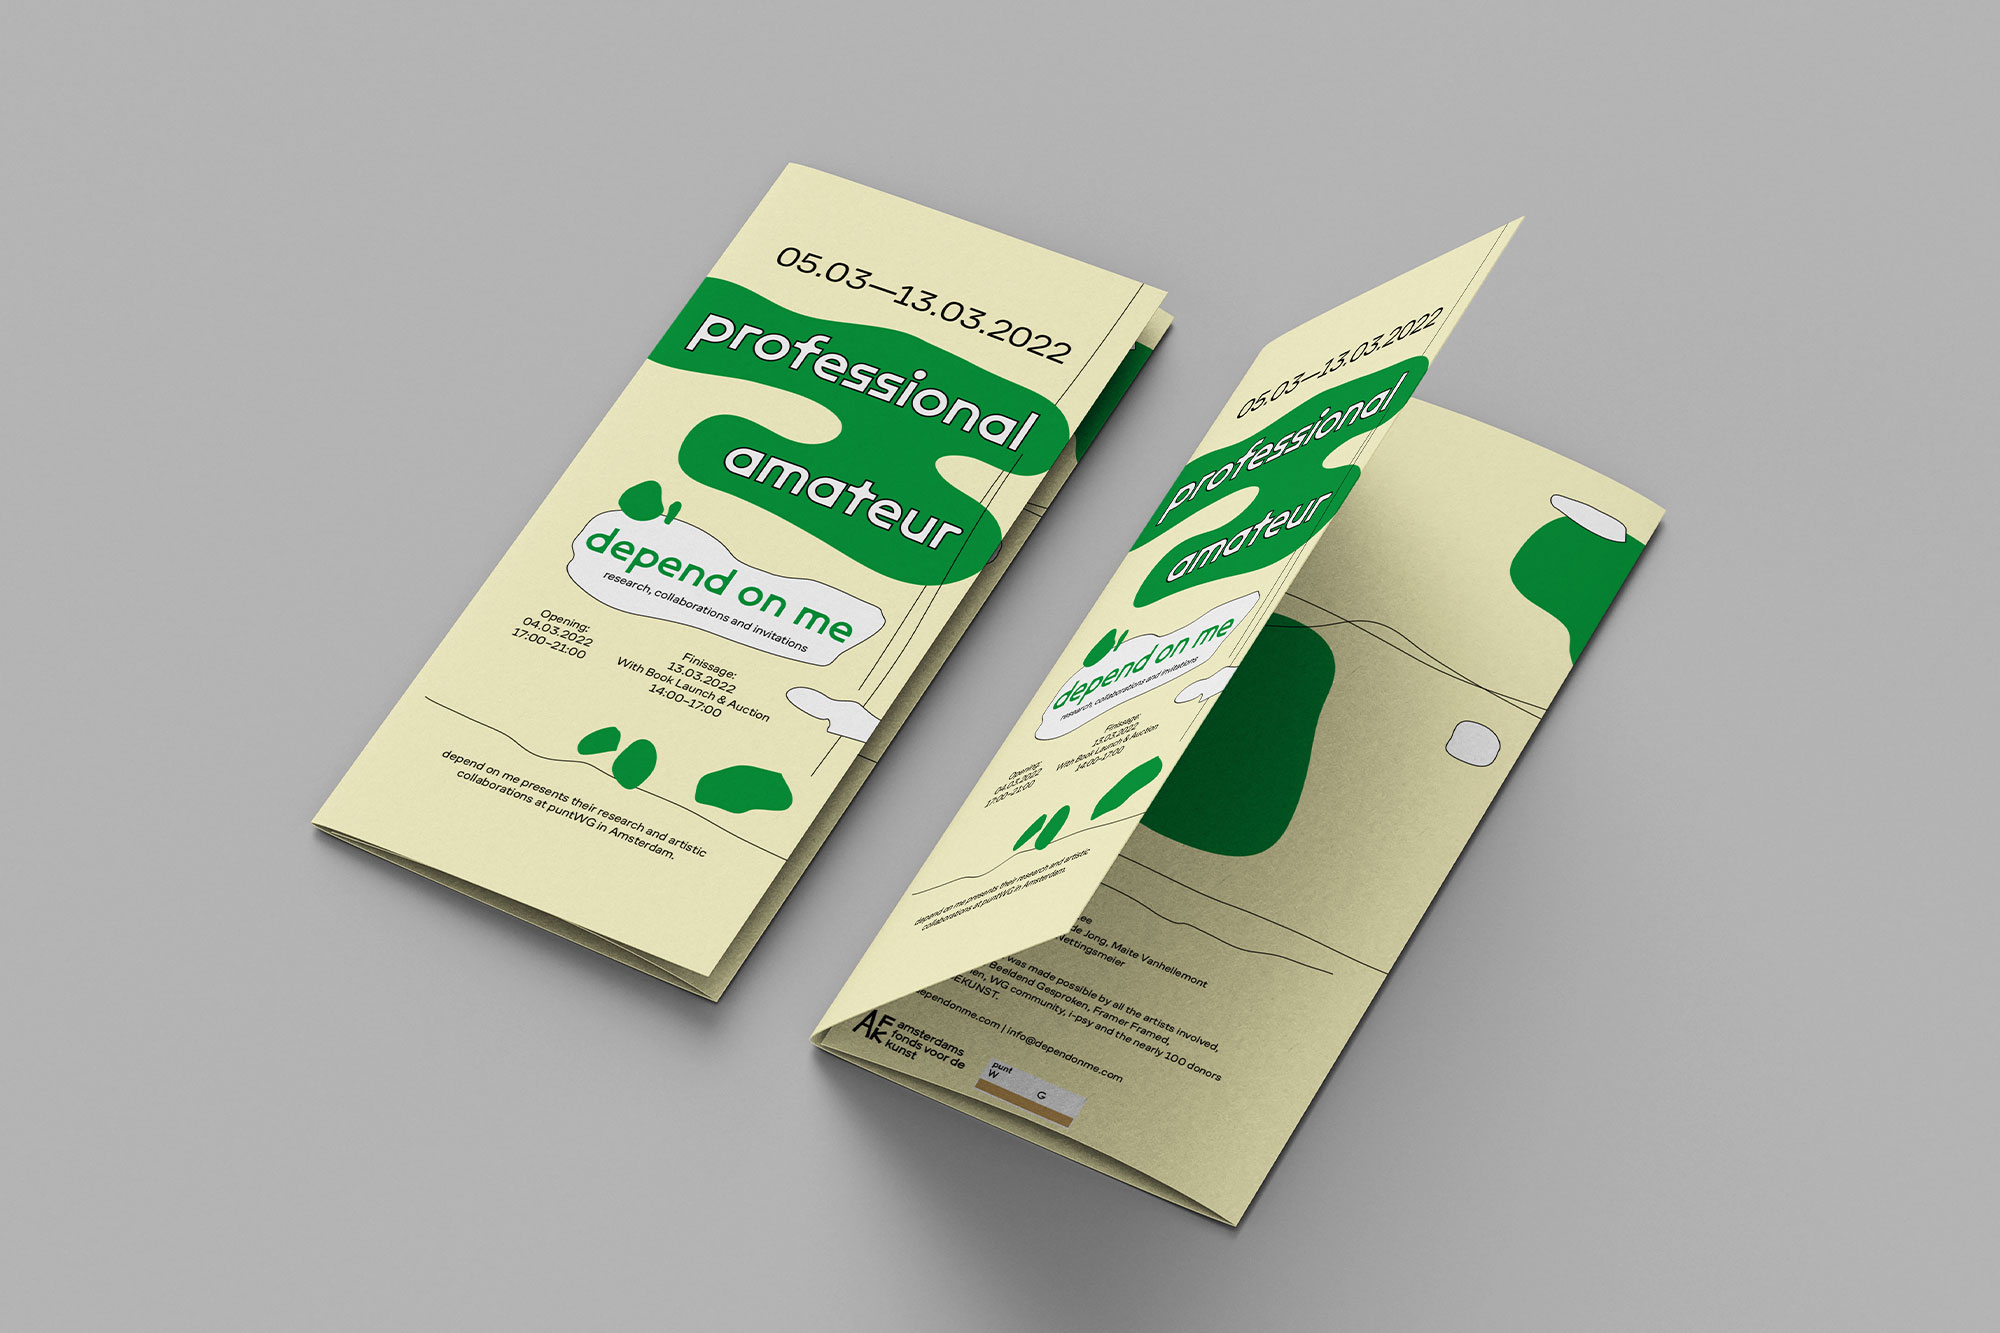 05.03—13.03.2022
professional
amateur
depend on me
research, collaborations and invitations
Opening:
04.03.2022
17:00–21:00
Finissage:
13.03.2022
With Book Launch & Auction
14:00–17:00
depend on me presents their research and artistic
collaborations at puntWG in Amsterdam.
05.03—13.03.2022
professional
amateur
depend on me
research, collaborations and invitations
Opening:
04.03.2022
17:00–21:00
Finissage:
13.03.2022
With Book Launch & Auction
14:00–17:00
depend on me presents their research and artistic
collaborations at puntWG in Amsterdam.
de Jong, Maite Vanhellemont
Nettingsmeier
was made possible by all the artists involved,
Beeldend Gesproken, Framer Framed,
WG community, i-psy and the nearly 100 donors
EKUNST.
dependonme.com | info@dependonme.com
AFK
amsterdams
fonds voor de
kunst
punt
W G